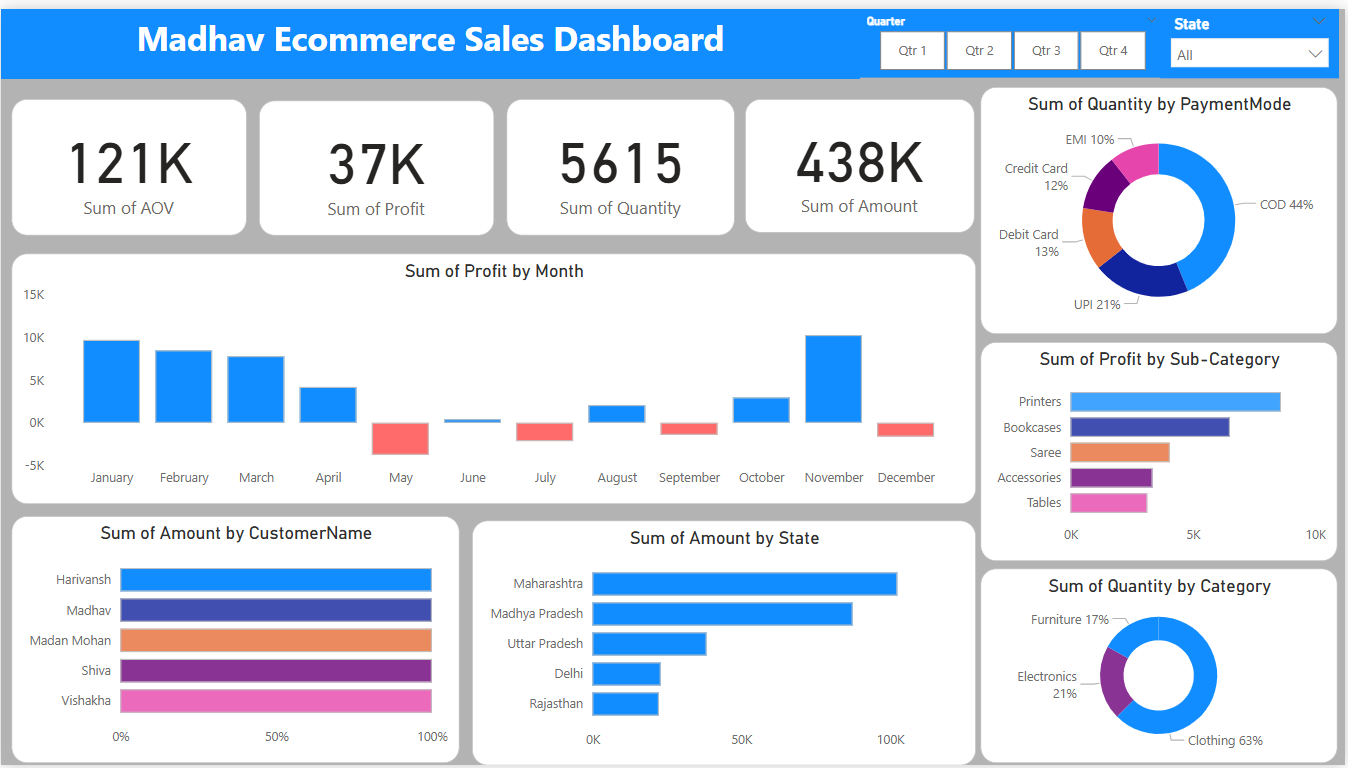 Madhav Ecommerce Sales Dashboard
Quarter
Qtr 1 Qtr 2 Qtr 3 Qtr 4
State
All
121K
Sum of AOV
37K
Sum of Profit
5615
Sum of Quantity
438K
Sum of Amount
Sum of Quantity by PaymentMode
EMI 10%
Credit Card
12%
COD 44%
Debit Card
13%
UPI 21%
Sum of Profit by Month
15K
10K
5K
0K
-5K
January February March April May June July August September October November December
Sum of Profit by Sub-Category
Printers
Bookcases
Saree
Accessories
Tables
0K 5K 10K
Sum of Amount by CustomerName
Harivansh
Madhav
Madan Mohan
Shiva
Vishakha
0% 50% 100%
Sum of Amount by State
Maharashtra
Madhya Pradesh
Uttar Pradesh
Delhi
Rajasthan
0K 50K 100K
Sum of Quantity by Category
Furniture 17%
Electronics
21%
Clothing 63%